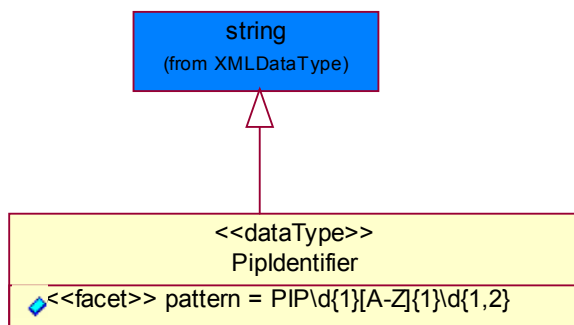 string
(from XMLDataType)
<<dataType>>
PipIdentifier
<<facet>> pattern = PIP\d{1}[A-Z]{1}\d{1,2}